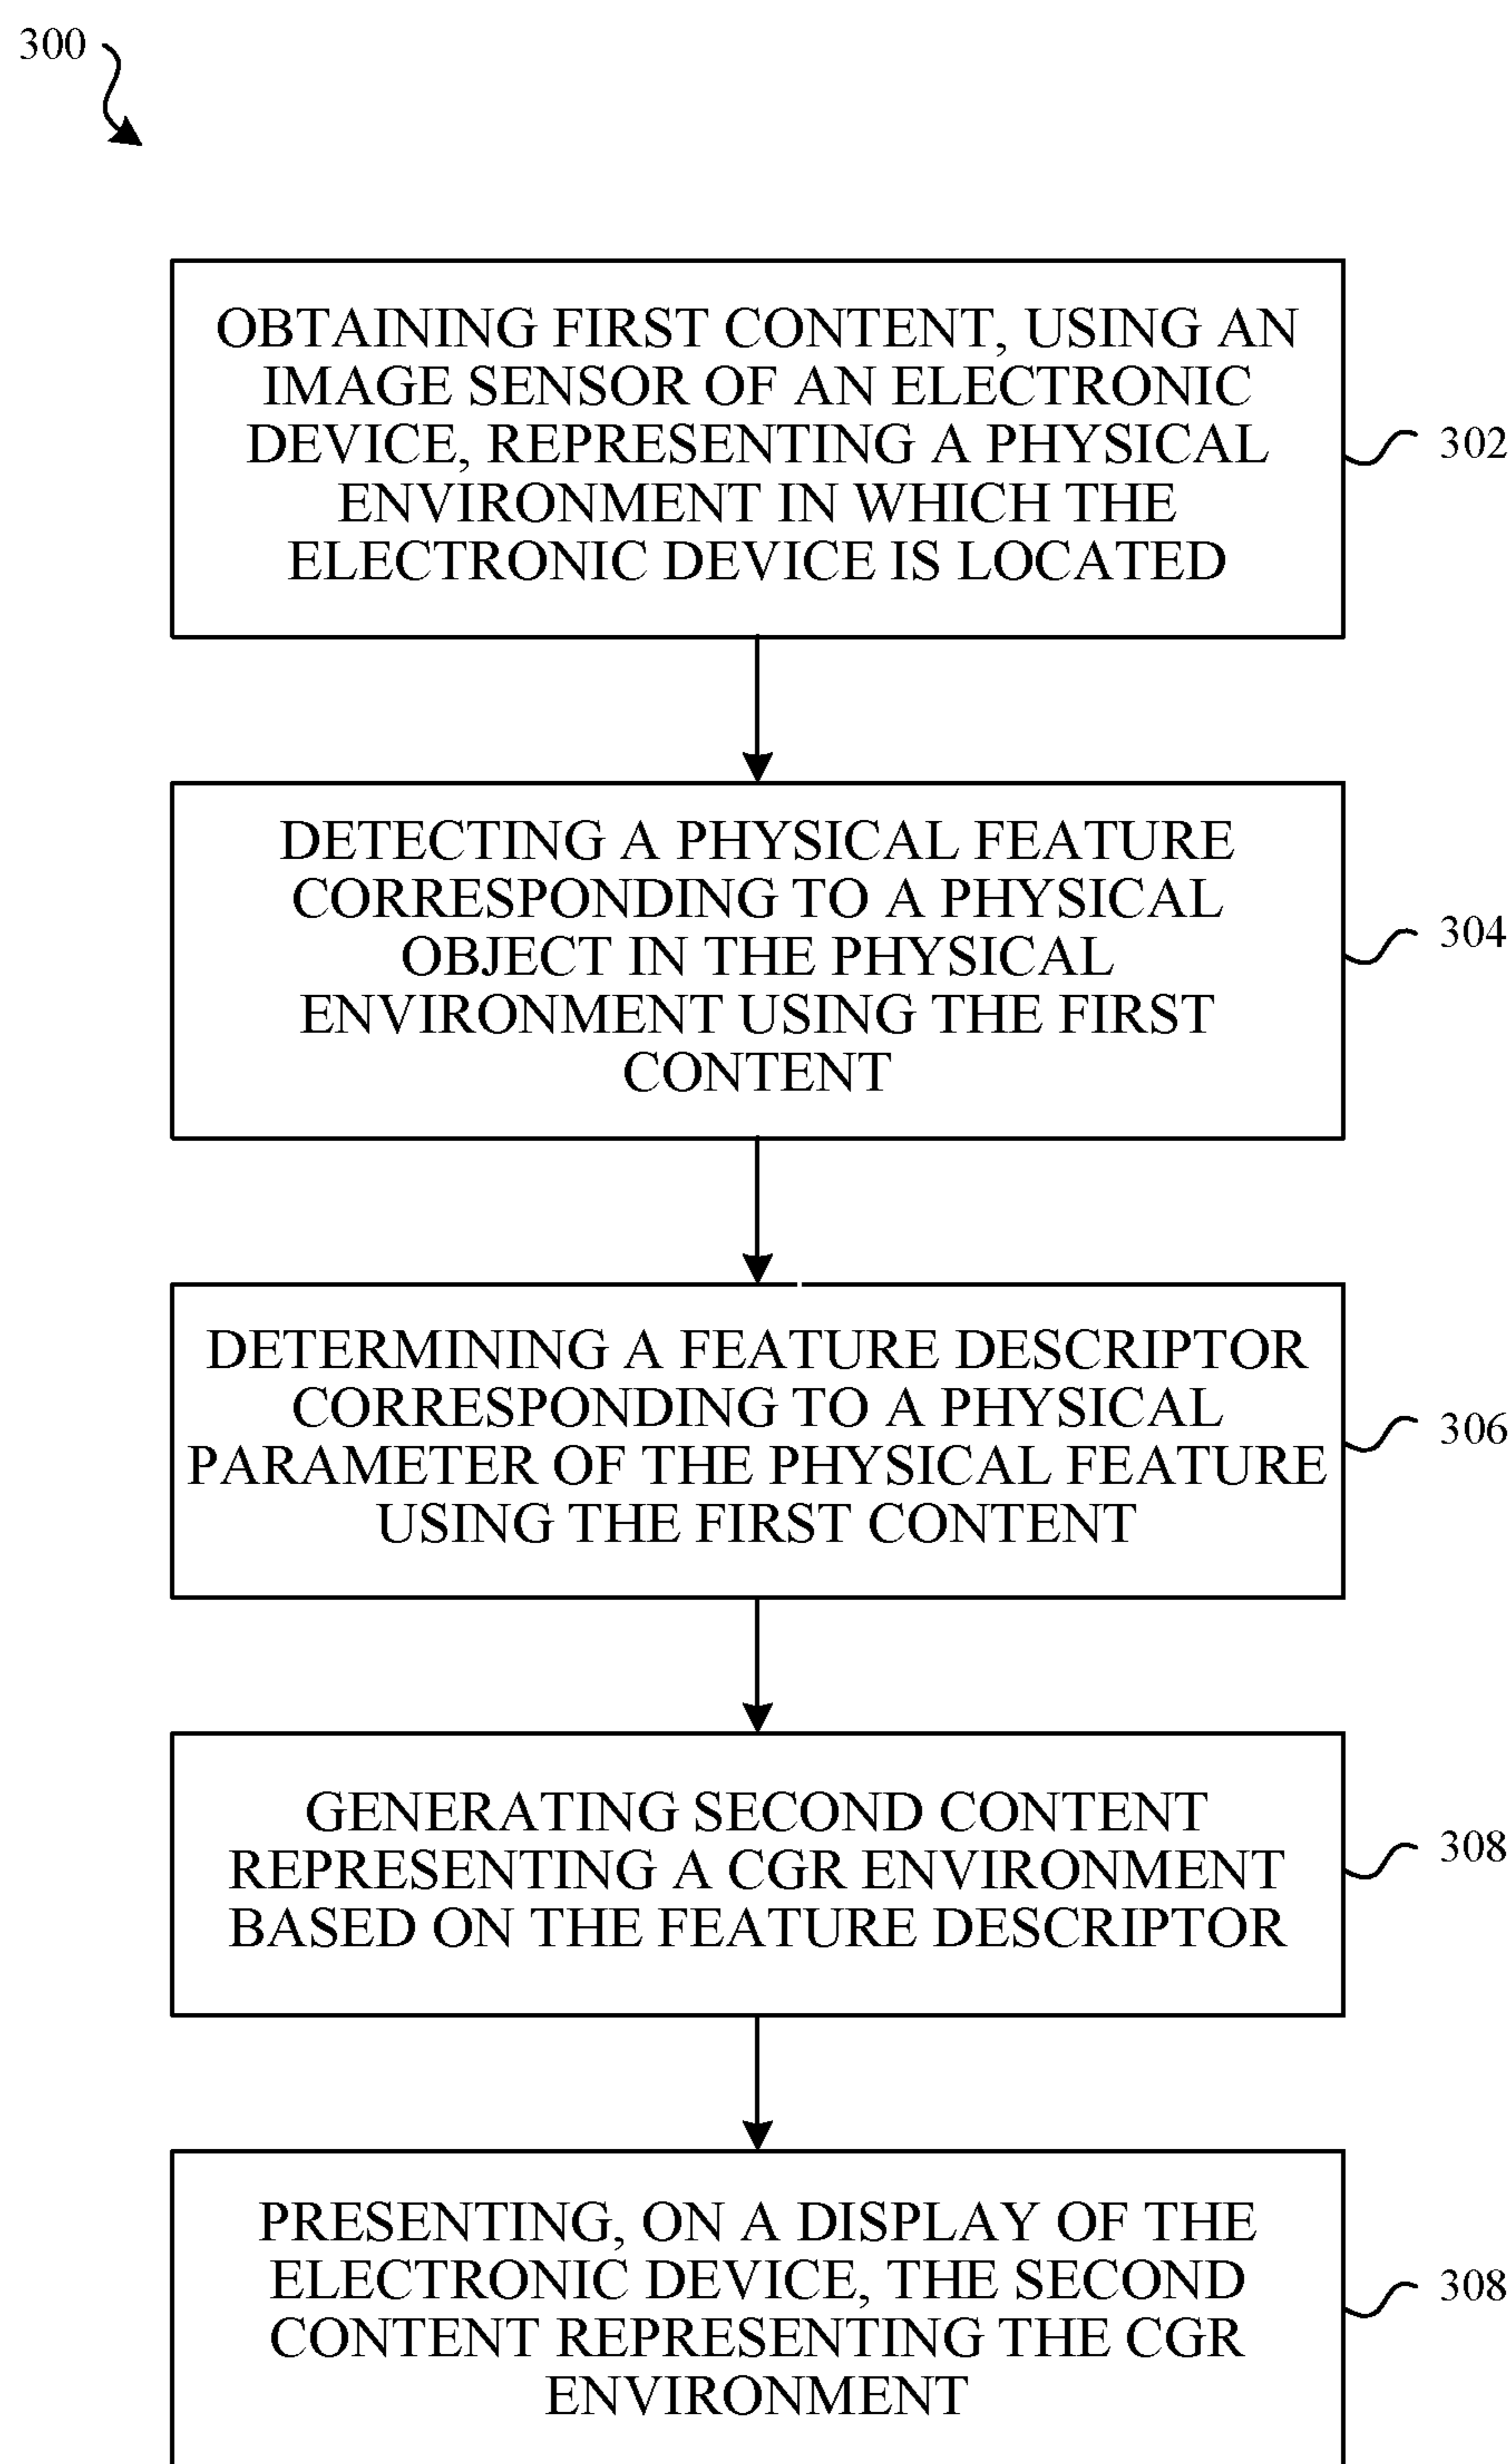 300
OBTAINING FIRST CONTENT, USING AN
IMAGE SENSOR OF AN ELECTRONIC
DEVICE, REPRESENTING A PHYSICAL
ENVIRONMENT IN WHICH THE
ELECTRONIC DEVICE IS LOCATED
302
DETECTING A PHYSICAL FEATURE
CORRESPONDING TO A PHYSICAL
OBJECT IN THE PHYSICAL
ENVIRONMENT USING THE FIRST
CONTENT
304
DETERMINING A FEATURE DESCRIPTOR
CORRESPONDING TO A PHYSICAL
PARAMETER OF THE PHYSICAL FEATURE
USING THE FIRST CONTENT
306
GENERATING SECOND CONTENT
REPRESENTING A CGR ENVIRONMENT
BASED ON THE FEATURE DESCRIPTOR
308
PRESENTING, ON A DISPLAY OF THE
ELECTRONIC DEVICE, THE SECOND
CONTENT REPRESENTING THE CGR
ENVIRONMENT
308